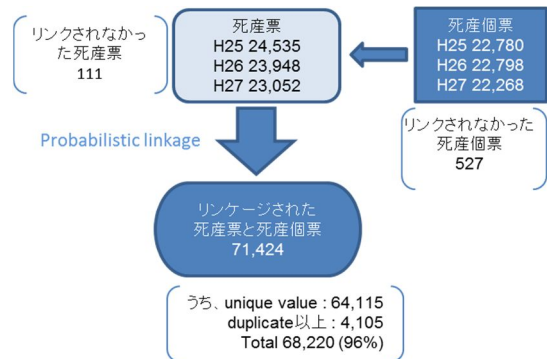 リンクされなかっ
た死産票
111
死産票
H25 24,535
H26 23,948
H27 23,052
死産個票
H25 22,780
H26 22,798
H27 22,268
リンクされなかった
死産個票
527
Probabilistic linkage
リンケージされた
死産票と死産個票
71,424
うち、unique value : 64,115
duplicate以上 : 4,105
Total 68,220 (96%)